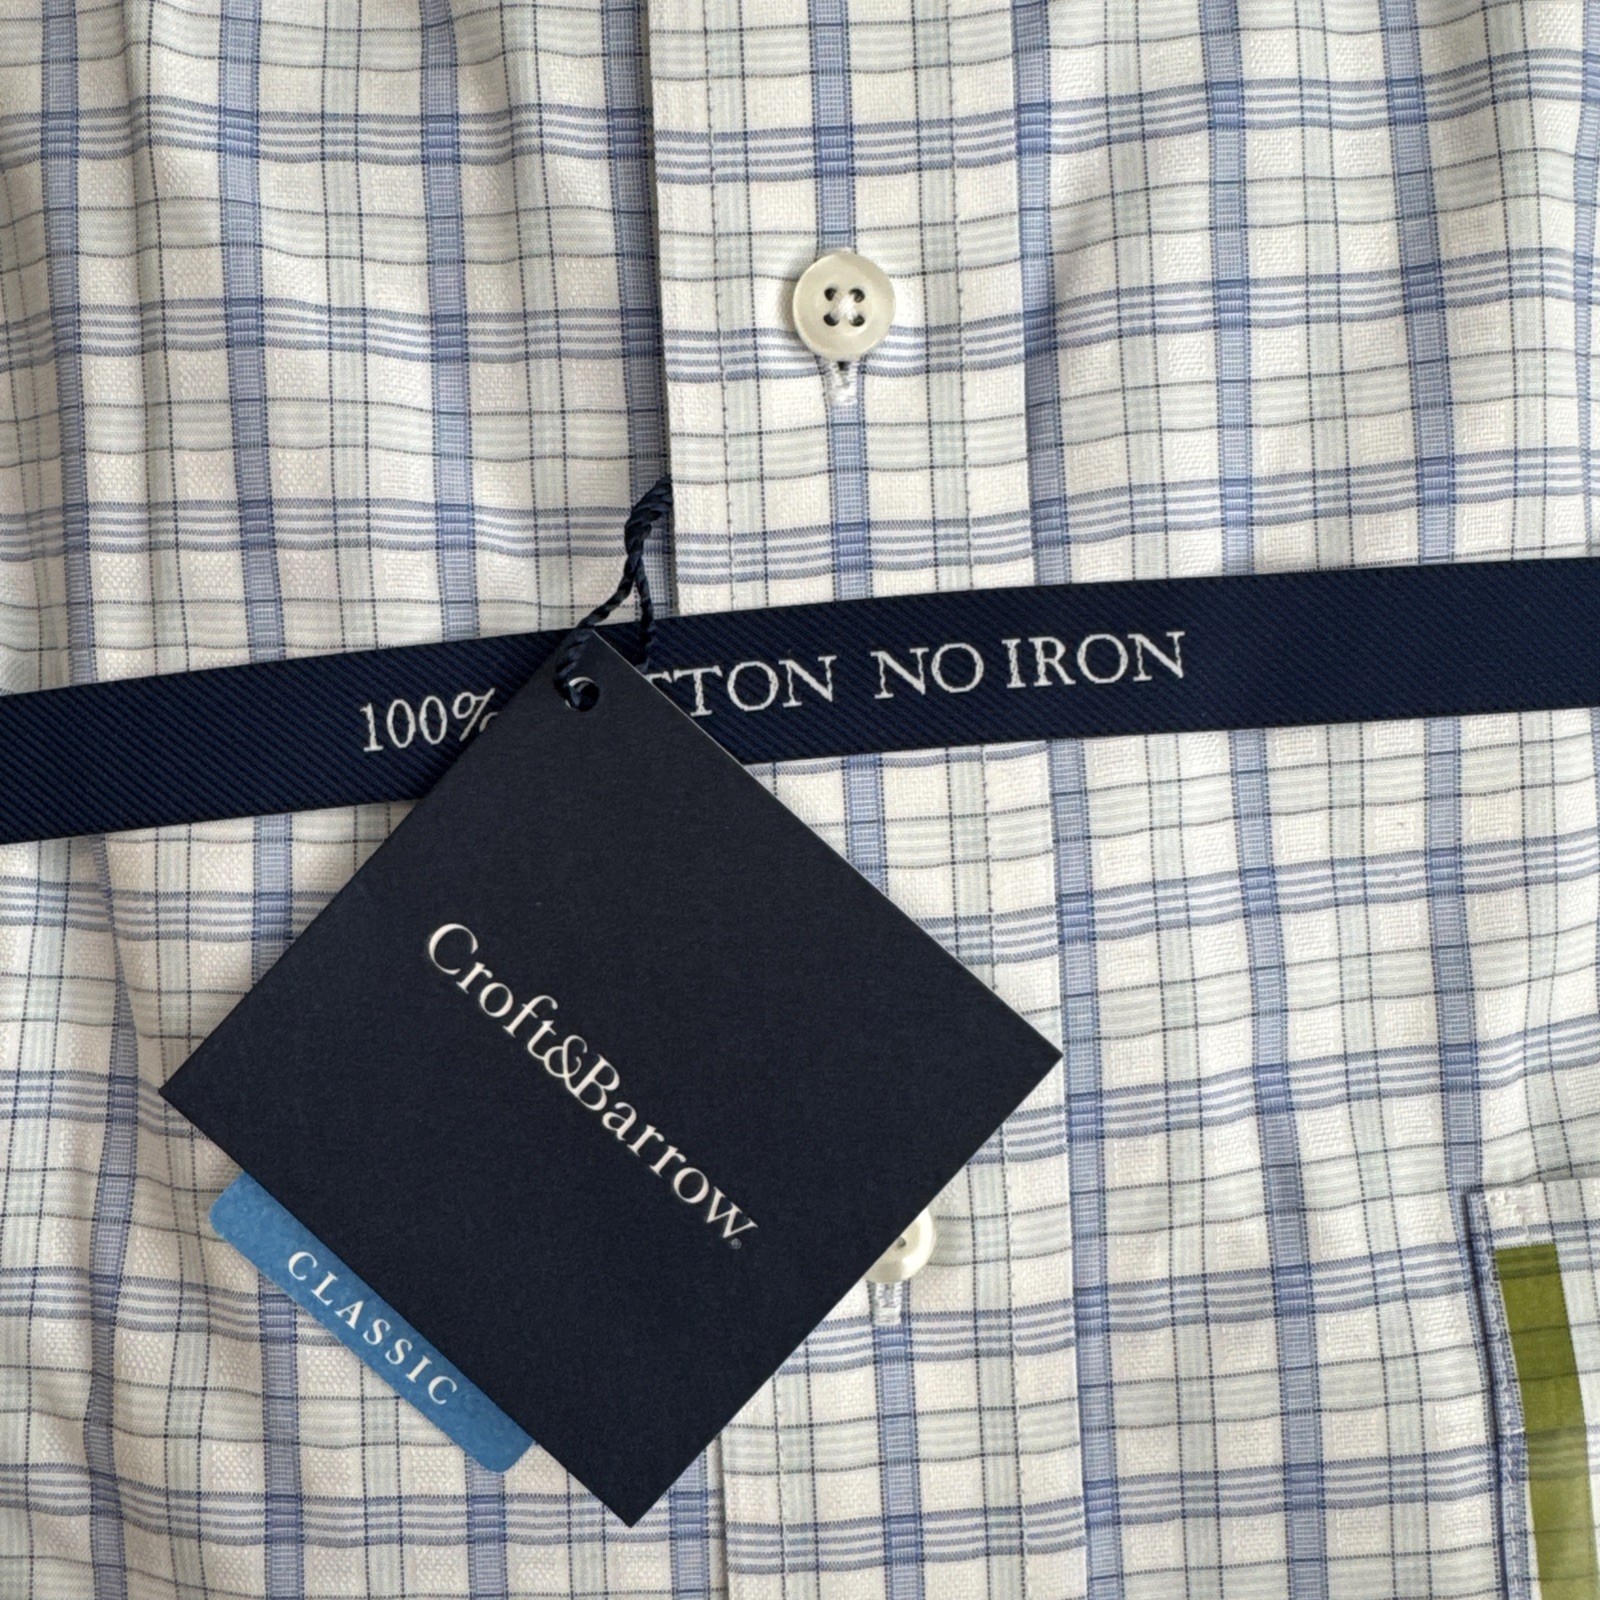 100% TTON NO IRON
Croft&Barrow®
CLASSIC